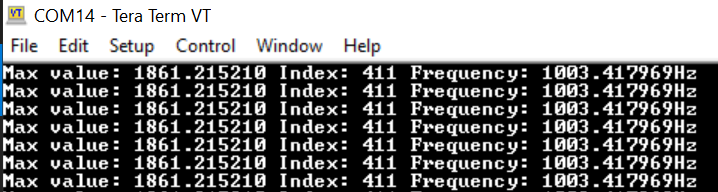 VT COM14 - Tera Term VT
File Edit Setup Control Window Help
Max value: 1861.215210 Index: 411 Frequency: 1003.417969Hz
Max value: 1861.215210 Index: 411 Frequency: 1003.417969Hz
Max value: 1861.215210 Index: 411 Frequency: 1003.417969Hz
Max value: 1861.215210 Index: 411 Frequency: 1003.417969Hz
Max value: 1861.215210 Index: 411 Frequency: 1003.417969Hz
Max value: 1861.215210 Index: 411 Frequency: 1003.417969Hz
Max value: 1861.215210 Index: 411 Frequency: 1003.417969Hz